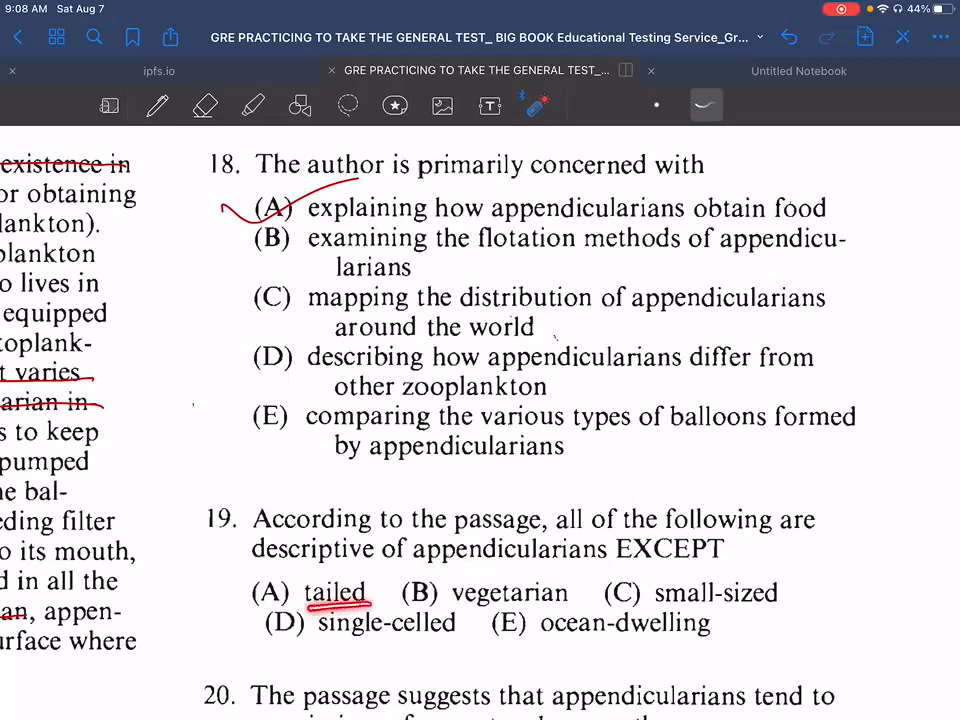 9:08 AM Sat Aug 7
44%
GRE PRACTICING TO TAKE THE GENERAL TEST_ BIG BOOK Educational Testing Service_Gr...
ipfs.io
GRE PRACTICING TO TAKE THE GENERAL TEST_...
Untitled Notebook
existence in
or obtaining
lankton).
plankton
o lives in
equipped
toplank-
t varies
arian in-
s to keep
pumped
he bal-
eding filter
o its mouth,
d in all the
an, appen-
urface where
18. The author is primarily concerned with
(A) explaining how appendicularians obtain food
(B) examining the flotation methods of appendicu-
larians
(C) mapping the distribution of appendicularians
around the world
(D) describing how appendicularians differ from
other zooplankton
(E) comparing the various types of balloons formed
by appendicularians
19. According to the passage, all of the following are
descriptive of appendicularians EXCEPT
(A) tailed (B) vegetarian (C) small-sized
(D) single-celled (E) ocean-dwelling
20. The passage suggests that appendicularians tend to